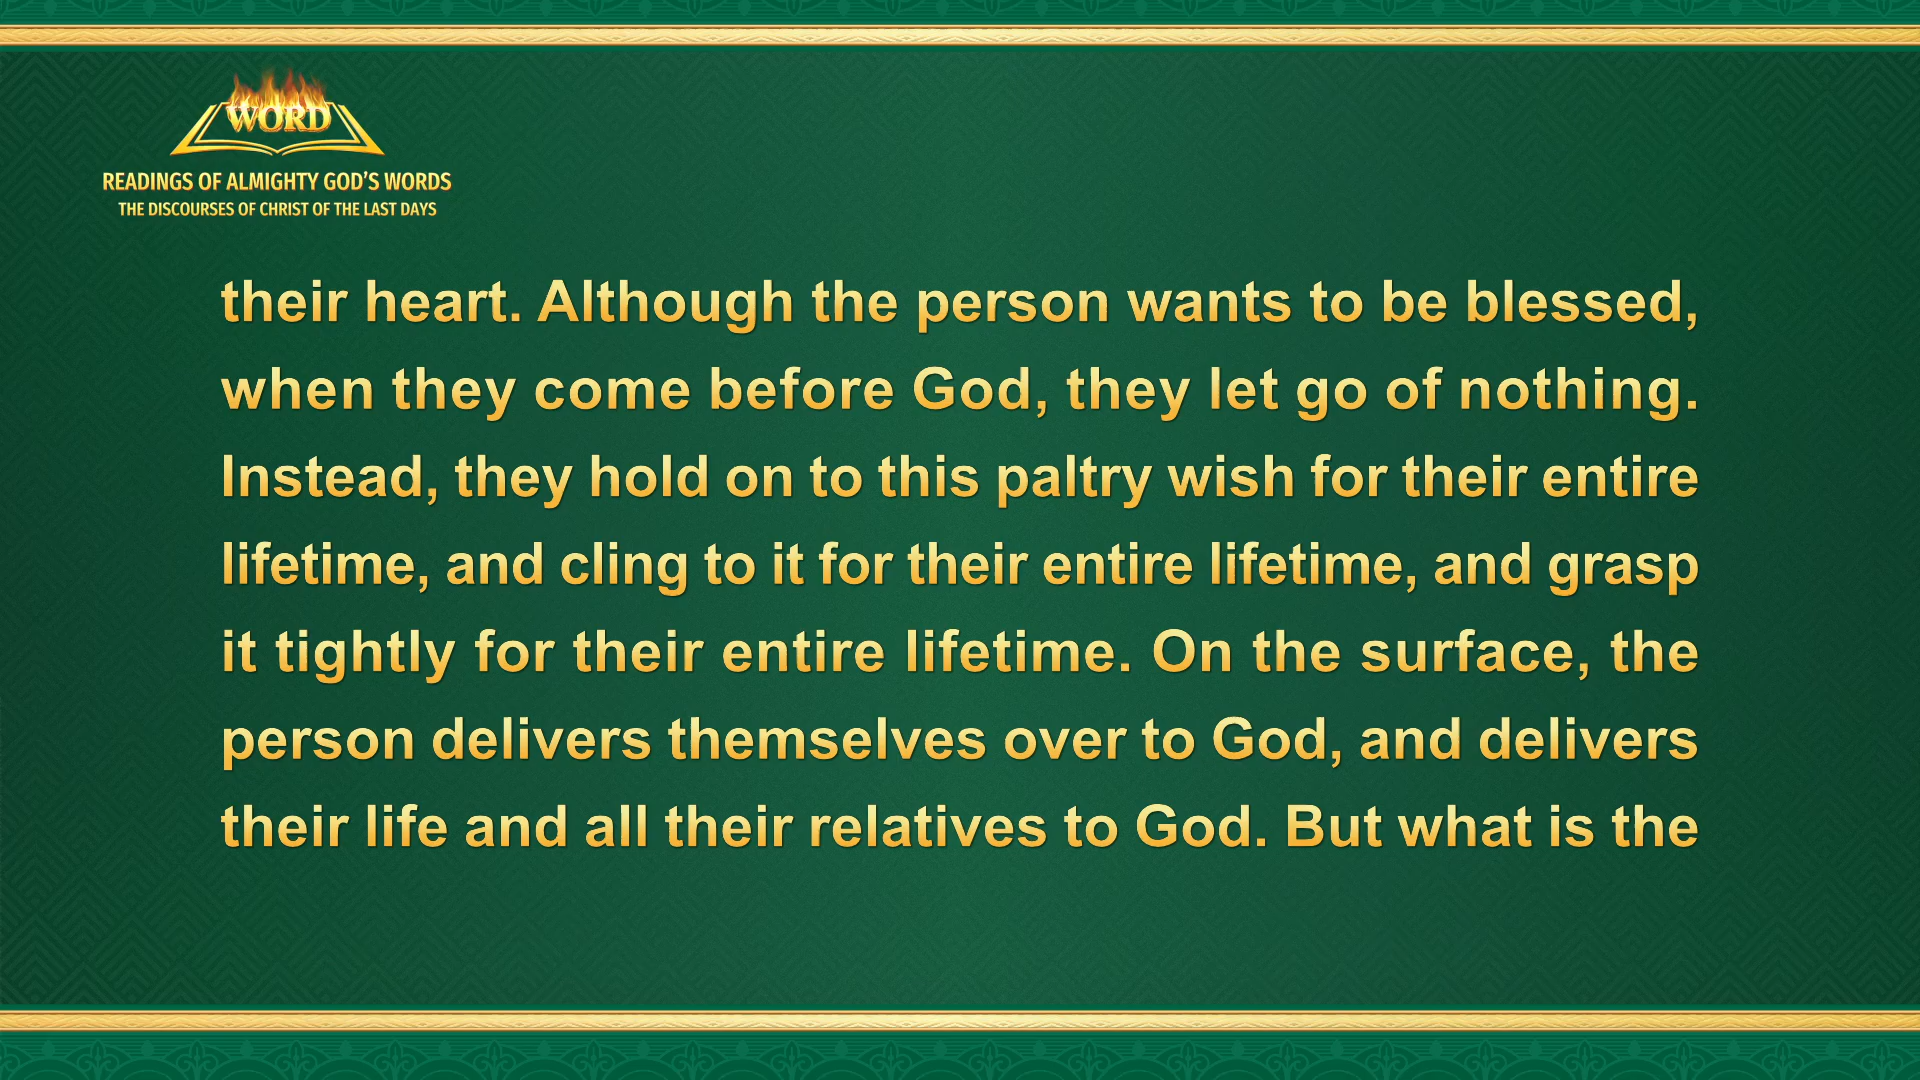 WORD
READINGS OF ALMIGHTY GOD'S WORDS
THE DISCOURSES OF CHRIST OF THE LAST DAYS
their heart. Although the person wants to be blessed,
when they come before God, they let go of nothing.
Instead, they hold on to this paltry wish for their entire
lifetime, and cling to it for their entire lifetime, and grasp
it tightly for their entire lifetime. On the surface, the
person delivers themselves over to God, and delivers
their life and all their relatives to God. But what is the